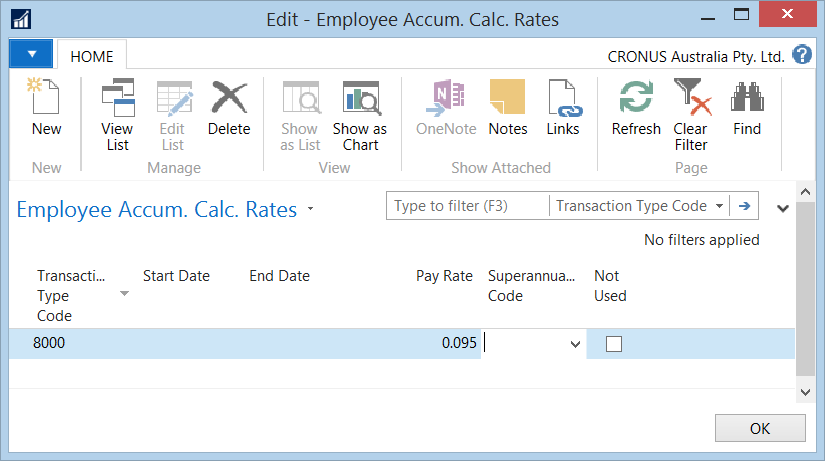 Edit - Employee Accum. Calc. Rates
HOME
CRONUS Australia Pty. Ltd.
New
View List
Edit List
Delete
Show as List
Show as Chart
OneNote
Notes
Links
Refresh
Clear Filter
Find
New
Manage
View
Show Attached
Page
Employee Accum. Calc. Rates
Type to filter (F3)
Transaction Type Code
No filters applied
Transacti... Type Code
Start Date
End Date
Pay Rate
Superannua... Code
Not Used
8000
0.095
OK